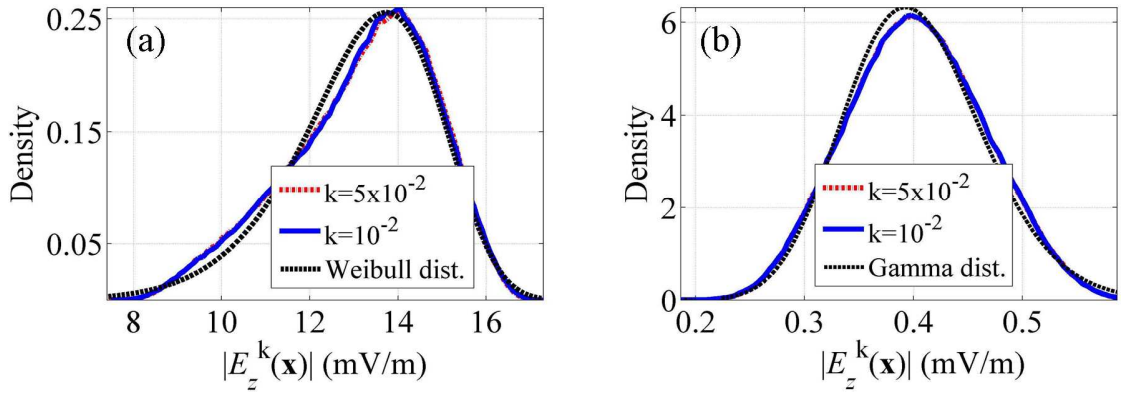 (a)
Density
0.25
0.15
0.05
8
10
12
14
16
k=5x10⁻²
k=10⁻²
Weibull dist.
|E_z^k(x)| (mV/m)
(b)
Density
6
4
2
0
0.2
0.3
0.4
0.5
k=5x10⁻²
k=10⁻²
Gamma dist.
|E_z^k(x)| (mV/m)